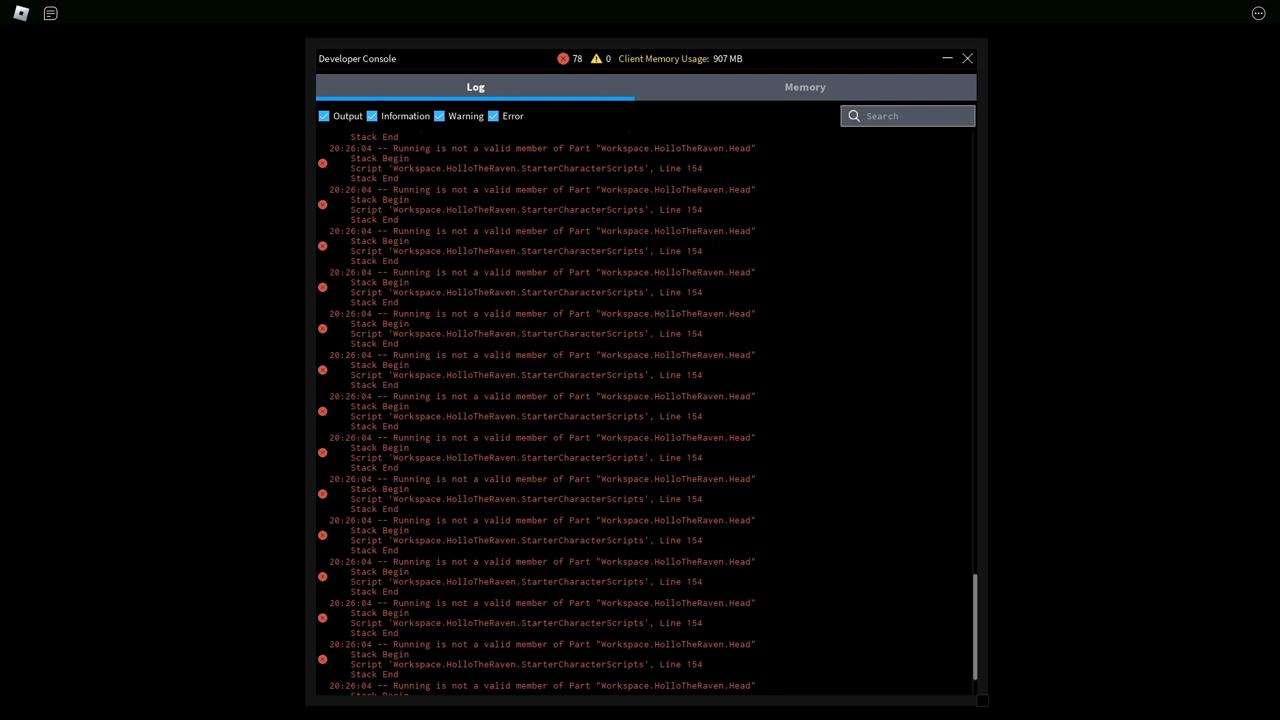 Developer Console
78
0
Client Memory Usage: 907 MB
Log
Memory
Output
Information
Warning
Error
Search
Stack End
20:26:04 -- Running is not a valid member of Part "Workspace.HolloTheRaven.Head"
Stack Begin
Script 'Workspace.HolloTheRaven.StarterCharacterScripts', Line 154
Stack End
20:26:04 -- Running is not a valid member of Part "Workspace.HolloTheRaven.Head"
Stack Begin
Script 'Workspace.HolloTheRaven.StarterCharacterScripts', Line 154
Stack End
20:26:04 -- Running is not a valid member of Part "Workspace.HolloTheRaven.Head"
Stack Begin
Script 'Workspace.HolloTheRaven.StarterCharacterScripts', Line 154
Stack End
20:26:04 -- Running is not a valid member of Part "Workspace.HolloTheRaven.Head"
Stack Begin
Script 'Workspace.HolloTheRaven.StarterCharacterScripts', Line 154
Stack End
20:26:04 -- Running is not a valid member of Part "Workspace.HolloTheRaven.Head"
Stack Begin
Script 'Workspace.HolloTheRaven.StarterCharacterScripts', Line 154
Stack End
20:26:04 -- Running is not a valid member of Part "Workspace.HolloTheRaven.Head"
Stack Begin
Script 'Workspace.HolloTheRaven.StarterCharacterScripts', Line 154
Stack End
20:26:04 -- Running is not a valid member of Part "Workspace.HolloTheRaven.Head"
Stack Begin
Script 'Workspace.HolloTheRaven.StarterCharacterScripts', Line 154
Stack End
20:26:04 -- Running is not a valid member of Part "Workspace.HolloTheRaven.Head"
Stack Begin
Script 'Workspace.HolloTheRaven.StarterCharacterScripts', Line 154
Stack End
20:26:04 -- Running is not a valid member of Part "Workspace.HolloTheRaven.Head"
Stack Begin
Script 'Workspace.HolloTheRaven.StarterCharacterScripts', Line 154
Stack End
20:26:04 -- Running is not a valid member of Part "Workspace.HolloTheRaven.Head"
Stack Begin
Script 'Workspace.HolloTheRaven.StarterCharacterScripts', Line 154
Stack End
20:26:04 -- Running is not a valid member of Part "Workspace.HolloTheRaven.Head"
Stack Begin
Script 'Workspace.HolloTheRaven.StarterCharacterScripts', Line 154
Stack End
20:26:04 -- Running is not a valid member of Part "Workspace.HolloTheRaven.Head"
Stack Begin
Script 'Workspace.HolloTheRaven.StarterCharacterScripts', Line 154
Stack End
20:26:04 -- Running is not a valid member of Part "Workspace.HolloTheRaven.Head"
Stack Begin
Script 'Workspace.HolloTheRaven.StarterCharacterScripts', Line 154
Stack End
20:26:04 -- Running is not a valid member of Part "Workspace.HolloTheRaven.Head"